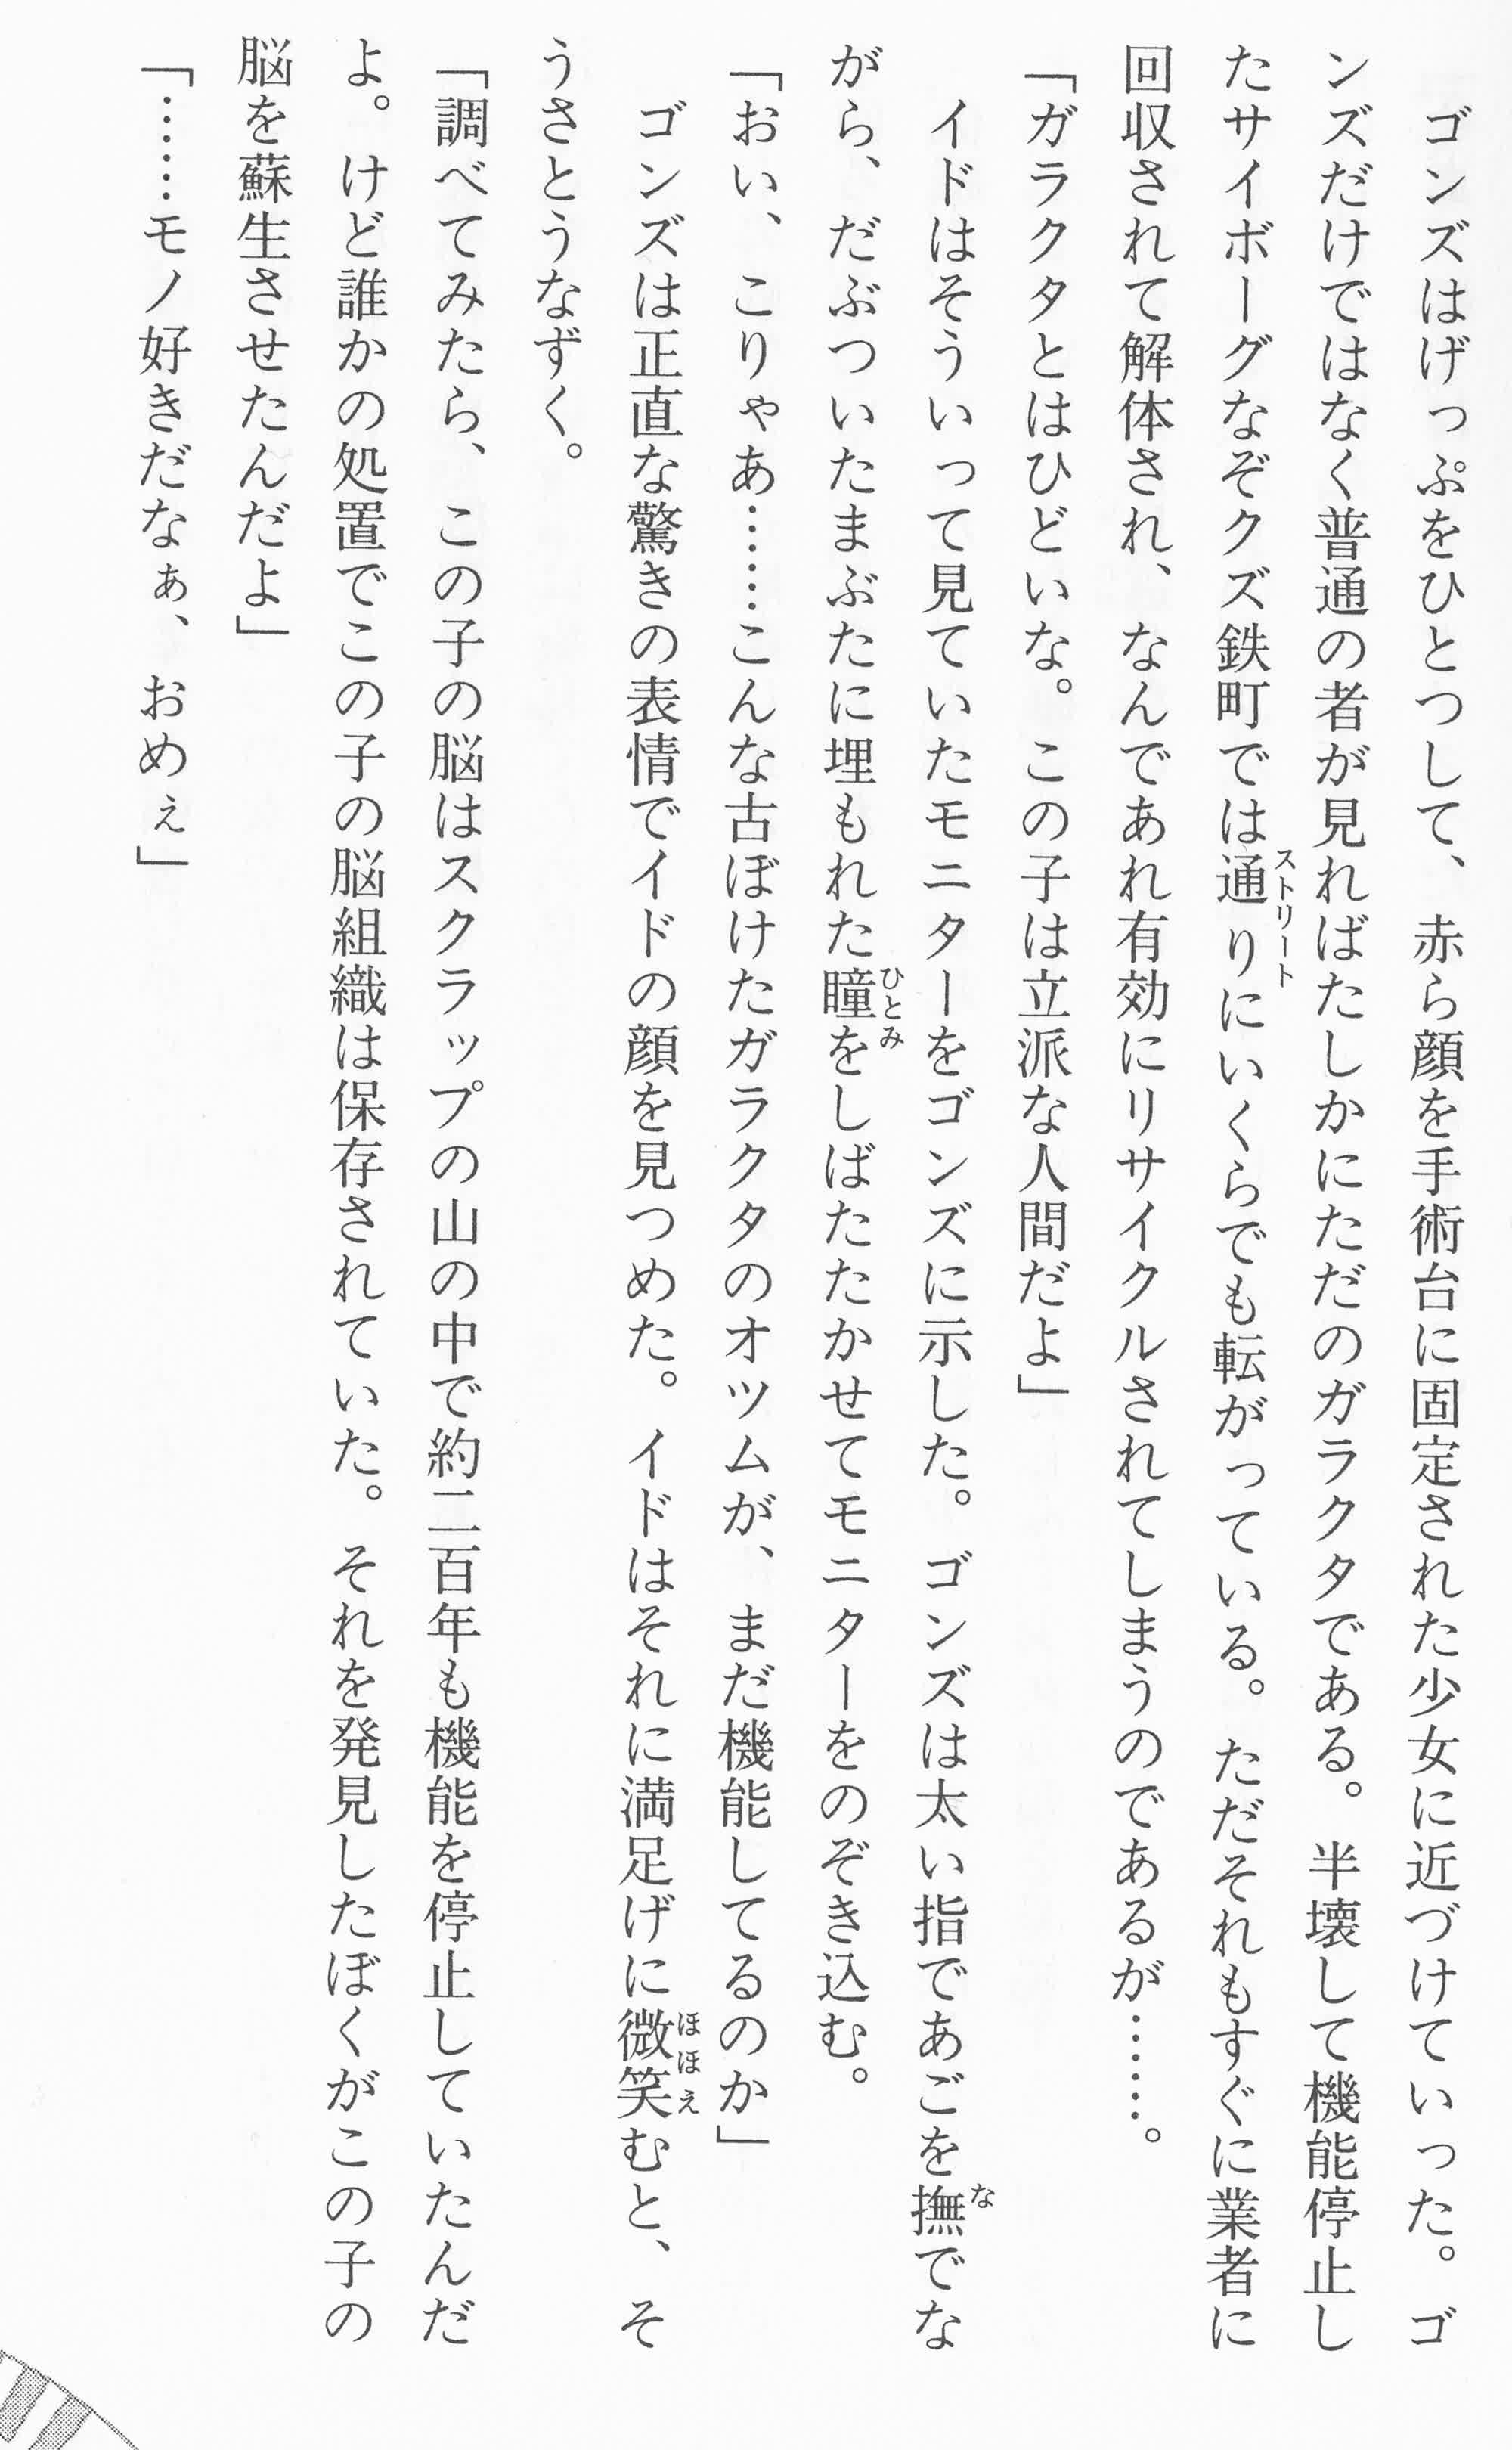 ゴンズはげっぷをひとつして、赤ら顔を手術台に固定された少女に近づけていった。ゴ
ンズだけではなく普通の者が見ればたしかにただのガラクタである。半壊して機能停止し
たサイボーグなぞクズ鉄町では通りにいくらでも転がっている。ただそれもすぐに業者に
ストリート
回収されて解体され、なんであれ有効にリサイクルされてしまうのであるが……。
「ガラクタとはひどいな。この子は立派な人間だよ」
イドはそういって見ていたモニターをゴンズに示した。ゴンズは太い指であごを撫でな
な
がら、だぶついたまぶたに埋もれた瞳をしばたたかせてモニターをのぞき込む。
ひとみ
「おい、こりゃあ……こんな古ぼけたガラクタのオツムが、まだ機能してるのか」
ゴンズは正直な驚きの表情でイドの顔を見つめた。イドはそれに満足げに微笑むと、そ
ほほえ
うさとうなずく。
「調べてみたら、この子の脳はスクラップの山の中で約二百年も機能を停止していたんだ
よ。けど誰かの処置でこの子の脳組織は保存されていた。それを発見したぼくがこの子の
脳を蘇生させたんだよ」
「……モノ好きだなぁ、おめぇ」